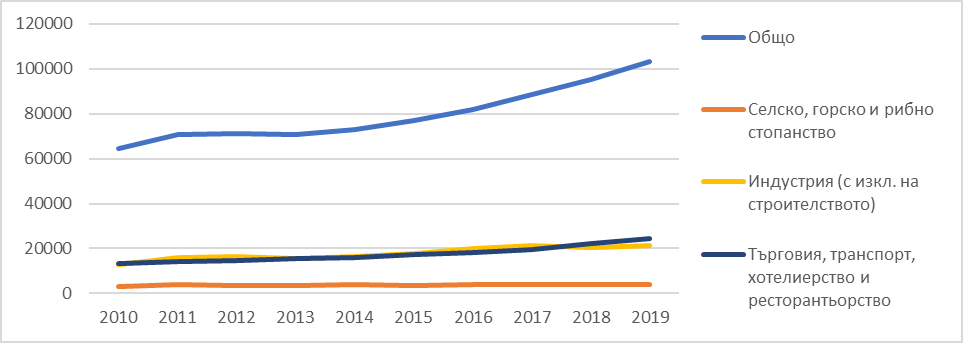 120000
100000
80000
60000
40000
20000
0
2010 2011 2012 2013 2014 2015 2016 2017 2018 2019
Общо
Селско, горско и рибно
стопанство
Индустрия (с изкл. на
строителството)
Търговия, транспорт,
хотелиерство и
ресторантьорство